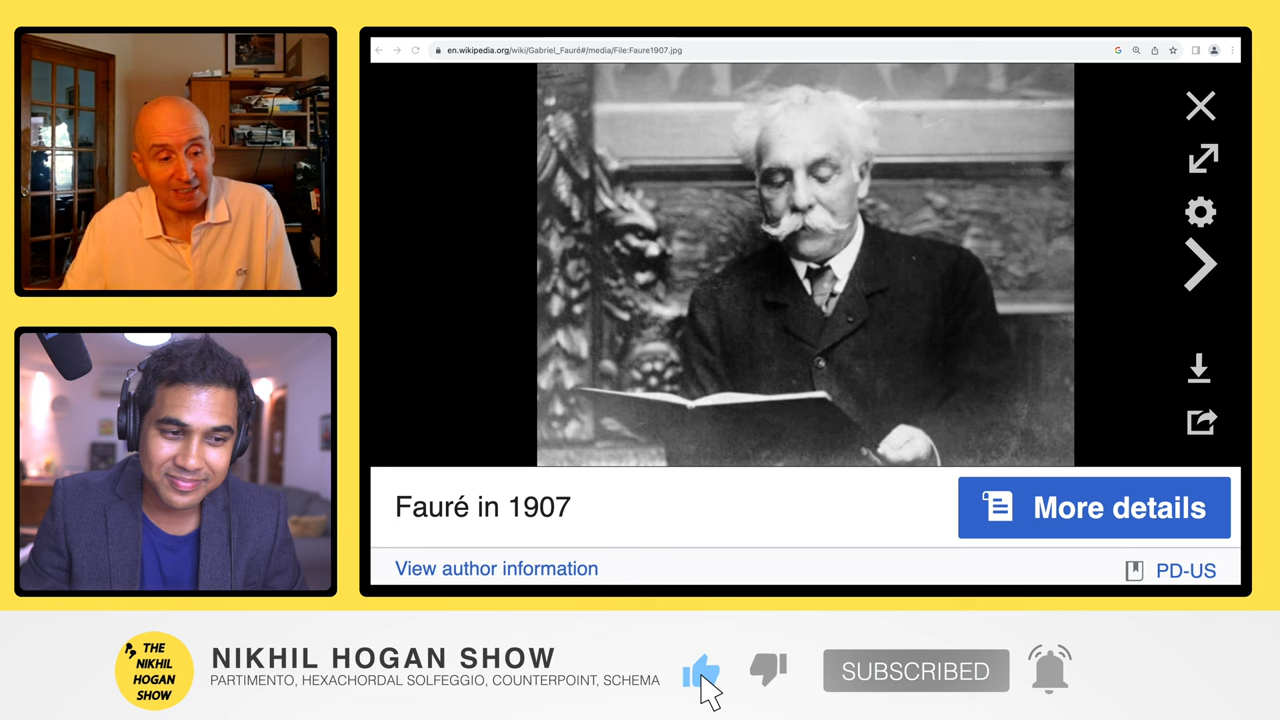 en.wikipedia.org/wiki/Gabriel_Fauré#/media/File:Faure1907.jpg
Fauré in 1907
More details
View author information
PD-US
THE
NIKHIL
HOGAN
SHOW
NIKHIL HOGAN SHOW
PARTIMENTO, HEXACHORDAL SOLFEGGIO, COUNTERPOINT, SCHEMA
SUBSCRIBED